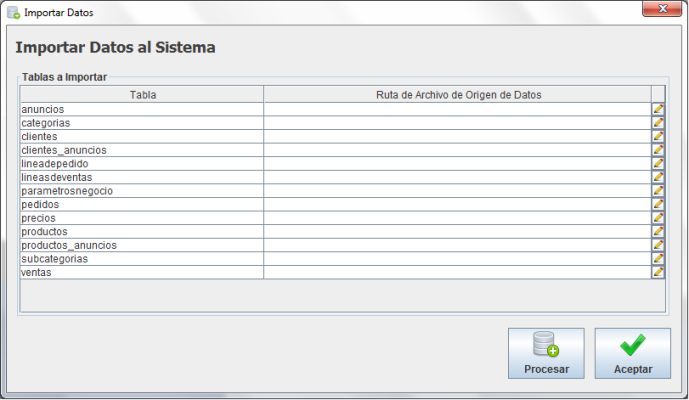 Importar Datos
Importar Datos al Sistema
Tablas a Importar
Tabla Ruta de Archivo de Origen de Datos
anuncios
categorias
clientes
clientes_anuncios
lineadepedido
lineasdeventas
parametrosnegocio
pedidos
precios
productos
productos_anuncios
subcategorias
ventas
Procesar Aceptar